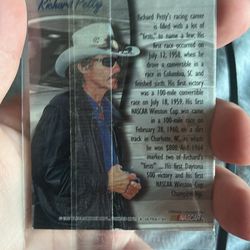 Richard Petty
Richard Petty's racing career
is filled with a lot of
"firsts", to name a few: His
first race occurred on
July 12, 1958, when he
drove a convertible in a
race in Columbia, SC and
finished sixth. His first victory
was a 100-mile convertible
race on July 18, 1959. His first
NASCAR Winston Cup win
came in a 100-mile race on
February 28, 1960, on a dirt
track in Charlotte, NC, in which
he won $800. And 1964
marked two of Richard's
"firsts" ... His first Daytona
500 victory and his first
NASCAR Winston Cup
Championship.
NASCAR